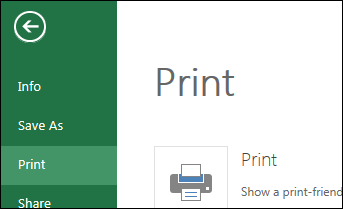 Info
Save As
Print
Share
Print
Print
Show a print-friend